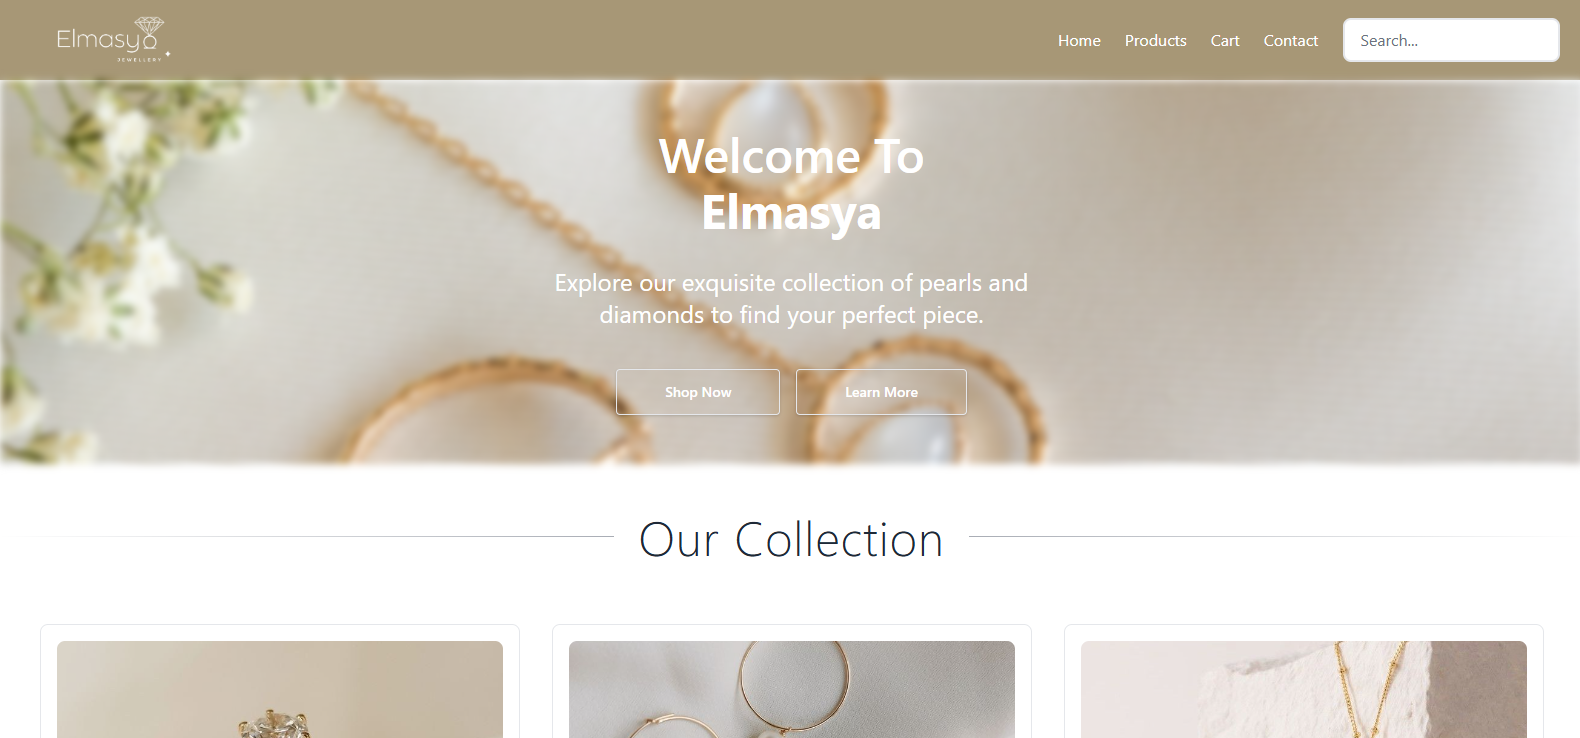 Elmasya
JEWELLERY
Home Products Cart Contact Search...
Welcome To
Elmasya
Explore our exquisite collection of pearls and
diamonds to find your perfect piece.
Shop Now Learn More
Our Collection